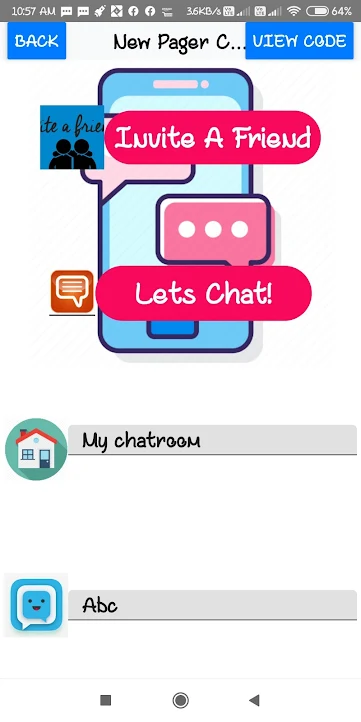 10:57 AM
3.6KB/s
64%
BACK
New Pager C...
VIEW CODE
ite a frie
Invite A Friend
Lets Chat!
My chatroom
Abc